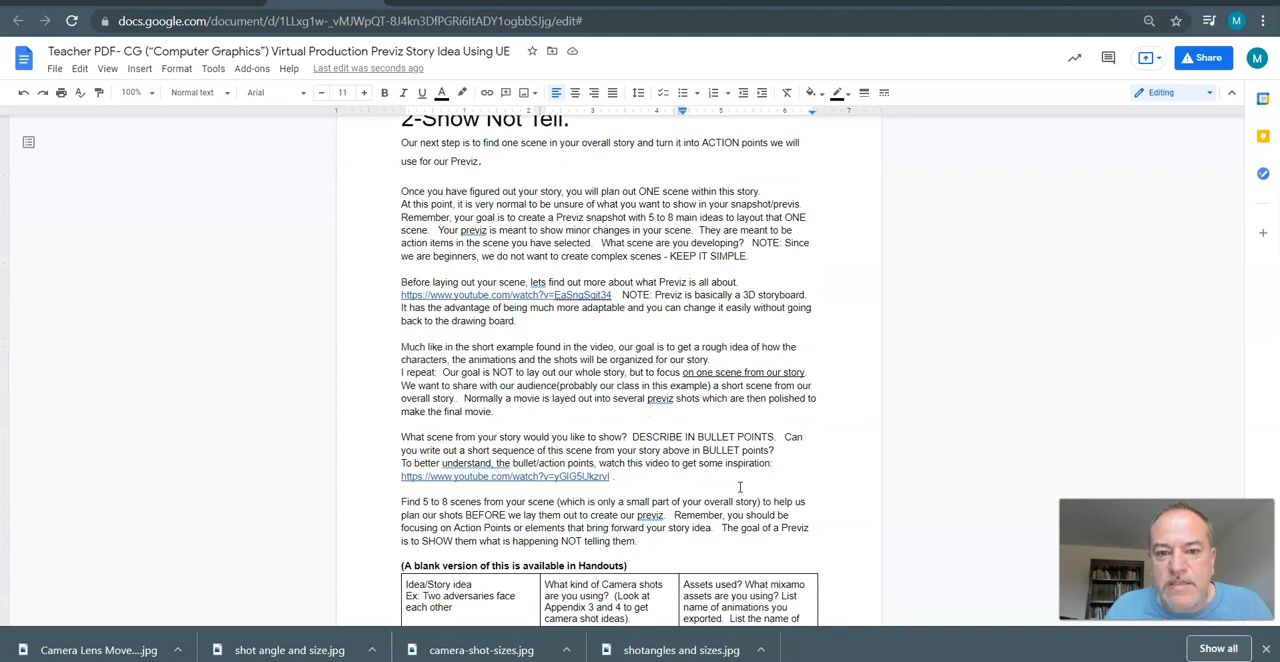 docs.google.com/document/d/1LLxg1w-_vMJWpQT-8J4kn3DfPGRi6ItADY1ogbbSJjg/edit#
M
Teacher PDF- CG ("Computer Graphics") Virtual Production Previz Story Idea Using UE
File Edit View Insert Format Tools Add-ons Help Last edit was seconds ago
Share
M
100% Normal text Arial 11 B I U A
Editing
1 1 2 3 4 5 6 7
2-Show Not Tell.
Our next step is to find one scene in your overall story and turn it into ACTION points we will
use for our Previz.
Once you have figured out your story, you will plan out ONE scene within this story.
At this point, it is very normal to be unsure of what you want to show in your snapshot/previs.
Remember, your goal is to create a Previz snapshot with 5 to 8 main ideas to layout that ONE
scene. Your previz is meant to show minor changes in your scene. They are meant to be
action items in the scene you have selected. What scene are you developing? NOTE: Since
we are beginners, we do not want to create complex scenes - KEEP IT SIMPLE.
Before laying out your scene, lets find out more about what Previz is all about.
https://www.youtube.com/watch?v=EaSngSqit34 NOTE: Previz is basically a 3D storyboard.
It has the advantage of being much more adaptable and you can change it easily without going
back to the drawing board.
Much like in the short example found in the video, our goal is to get a rough idea of how the
characters, the animations and the shots will be organized for our story.
I repeat: Our goal is NOT to lay out our whole story, but to focus on one scene from our story.
We want to share with our audience(probably our class in this example) a short scene from our
overall story.. Normally a movie is layed out into several previz shots which are then polished to
make the final movie.
What scene from your story would you like to show? DESCRIBE IN BULLET POINTS. Can
you write out a short sequence of this scene from your story above in BULLET points?
To better understand, the bullet/action points, watch this video to get some inspiration:
https://www.youtube.com/watch?v=yGlG5UkzrvI .
Find 5 to 8 scenes from your scene (which is only a small part of your overall story) to help us
plan our shots BEFORE we lay them out to create our previz. Remember, you should be
focusing on Action Points or elements that bring forward your story idea. The goal of a Previz
is to SHOW them what is happening NOT telling them.
(A blank version of this is available in Handouts)
Idea/Story idea
Ex: Two adversaries face
each other
What kind of Camera shots
are you using? (Look at
Appendix 3 and 4 to get
camera shot ideas).
Assets used? What mixamo
assets are you using? List
name of animations you
exported. List the name of
Camera Lens Move....jpg
shot angle and size.jpg
camera-shot-sizes.jpg
shotangles and sizes.jpg
Show all